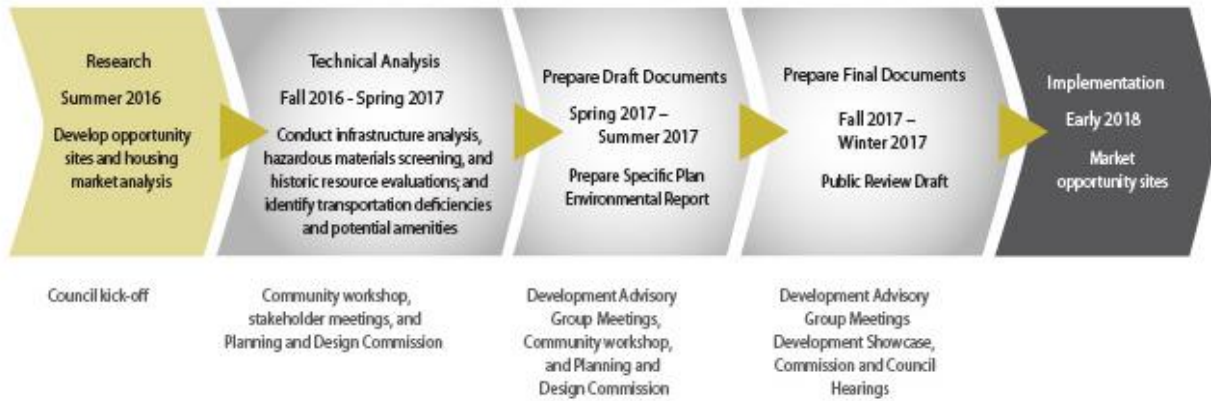 Research
Summer 2016
Develop opportunity
sites and housing
market analysis
Technical Analysis
Fall 2016 - Spring 2017
Conduct infrastructure analysis,
hazardous materials screening, and
historic resource evaluations; and
identify transportation deficiencies
and potential amenities
Prepare Draft Documents
Spring 2017 –
Summer 2017
Prepare Specific Plan
Environmental Report
Prepare Final Documents
Fall 2017 –
Winter 2017
Public Review Draft
Implementation
Early 2018
Market
opportunity sites
Council kick-off
Community workshop,
stakeholder meetings, and
Planning and Design Commission
Development Advisory
Group Meetings,
Community workshop,
and Planning and
Design Commission
Development Advisory
Group Meetings
Development Showcase,
Commission and Council
Hearings